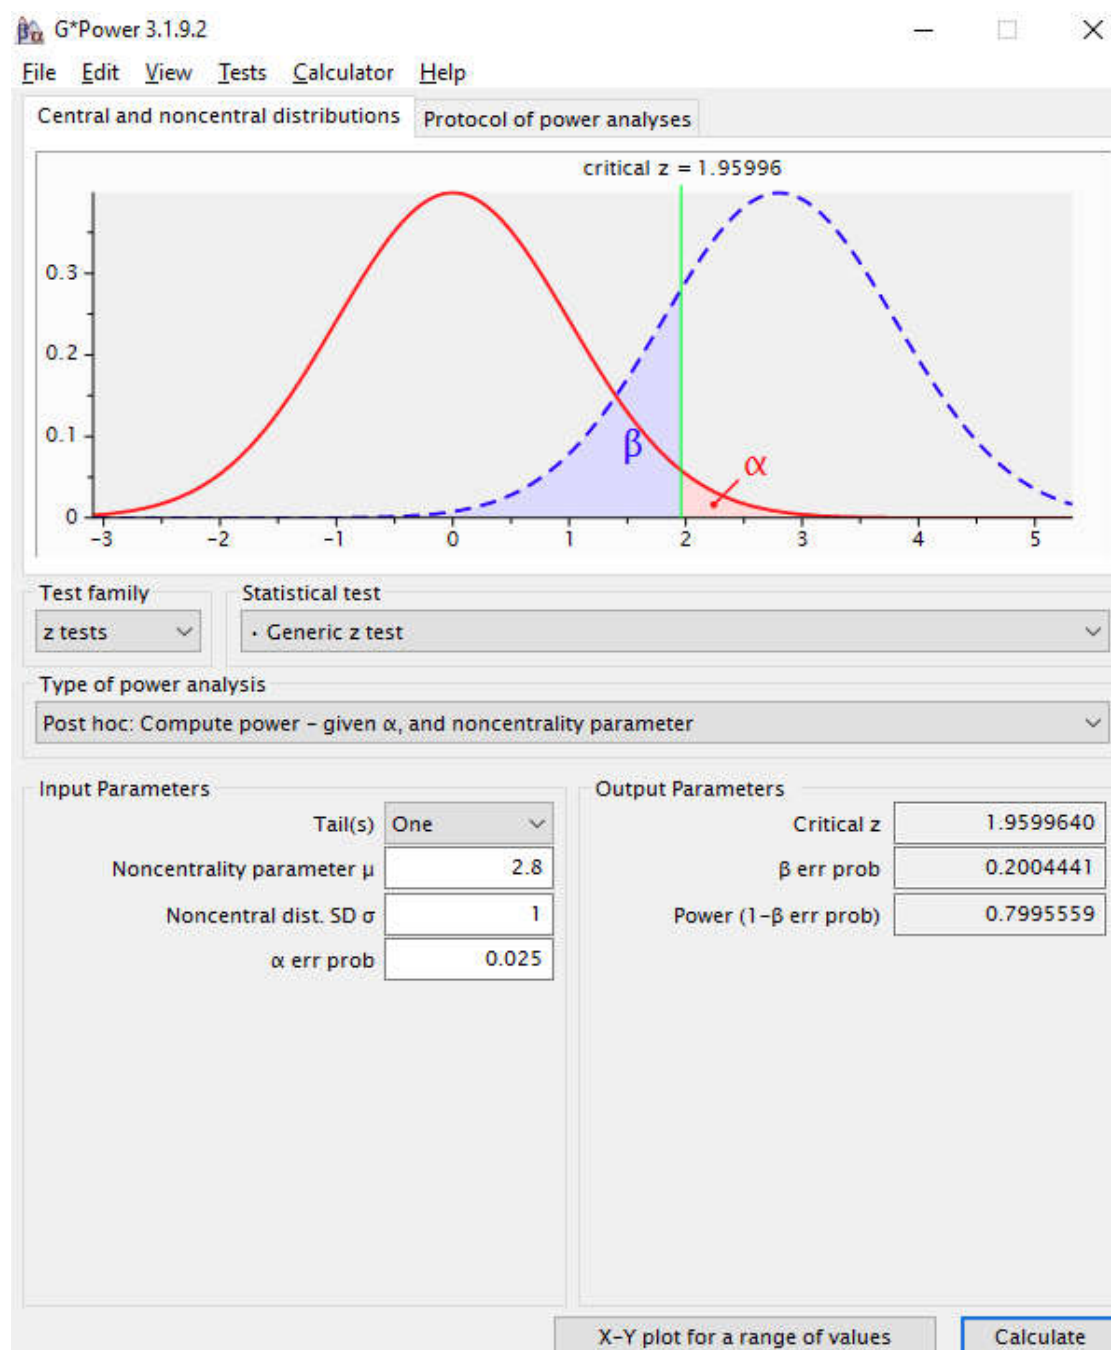 G*Power 3.1.9.2
File Edit View Tests Calculator Help
Central and noncentral distributions Protocol of power analyses
critical z = 1.95996
0.3
0.2
0.1
0
β
α
-3 -2 -1 0 1 2 3 4 5
Test family Statistical test
z tests · Generic z test
Type of power analysis
Post hoc: Compute power – given α, and noncentrality parameter
Input Parameters Output Parameters
Tail(s) One Critical z 1.9599640
Noncentrality parameter μ 2.8 β err prob 0.2004441
Noncentral dist. SD σ 1 Power (1-β err prob) 0.7995559
α err prob 0.025
X-Y plot for a range of values Calculate